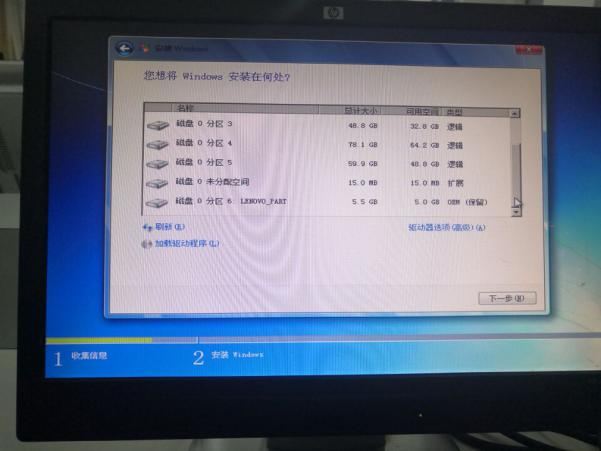 hp
安装 Windows
您想将 Windows 安装在何处?
名称 总计大小 可用空间 类型
磁盘 0 分区 3 48.8 GB 32.8 GB 逻辑
磁盘 0 分区 4 78.1 GB 64.2 GB 逻辑
磁盘 0 分区 5 59.9 GB 48.8 GB 逻辑
磁盘 0 未分配空间 15.0 MB 15.0 MB 扩展
磁盘 0 分区 6: LENOVO_PART 5.5 GB 5.0 GB OEM (保留)
刷新(R) 驱动器选项(高级)(A)
加载驱动程序(L)
下一步(N)
1 收集信息 2 安装 Windows